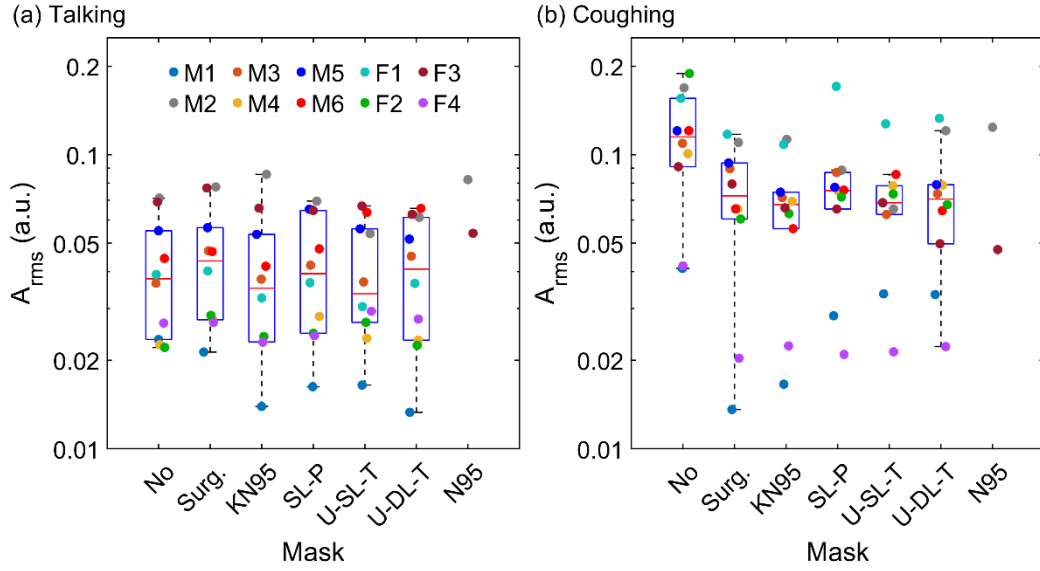 (a) Talking
0.2
0.1
0.05
0.02
0.01
A_rms (a.u.)
M1 M3 M5 F1 F3
M2 M4 M6 F2 F4
No Surg. KN95 SL-P U-SL-T U-DL-T N95
Mask
(b) Coughing
0.2
0.1
0.05
0.02
0.01
A_rms (a.u.)
No Surg. KN95 SL-P U-SL-T U-DL-T N95
Mask